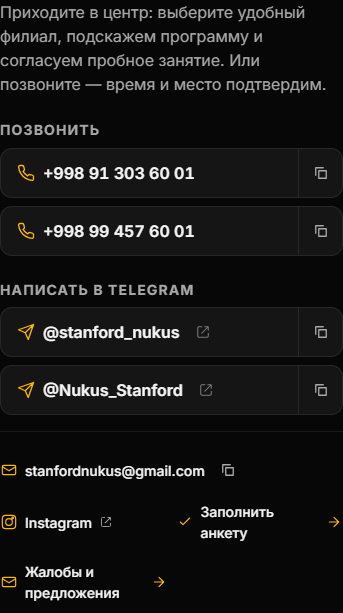 Приходите в центр: выберите удобный
филиал, подскажем программу и
согласуем пробное занятие. Или
позвоните — время и место подтвердим.
ПОЗВОНИТЬ
+998 91 303 60 01
+998 99 457 60 01
НАПИСАТЬ В TELEGRAM
@stanford_nukus
@Nukus_Stanford
stanfordnukus@gmail.com
Instagram
Заполнить
анкету
Жалобы и
предложения